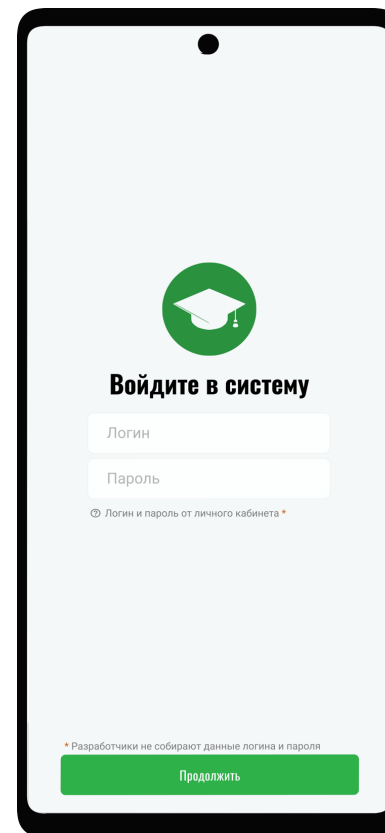 Войдите в систему
Логин
Пароль
Логин и пароль от личного кабинета *
* Разработчики не собирают данные логина и пароля
Продолжить